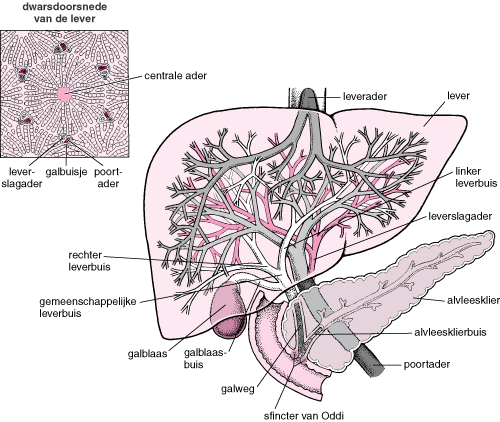 dwarsdoorsnede
van de lever
centrale ader
lever-
slagader
galbuisje
poort-
ader
leverader
lever
linker
leverbuis
leverslagader
rechter
leverbuis
gemeenschappelijke
leverbuis
alvleesklier
alvleesklierbuis
galblaas
galblaas-
buis
poortader
galweg
sfincter van Oddi